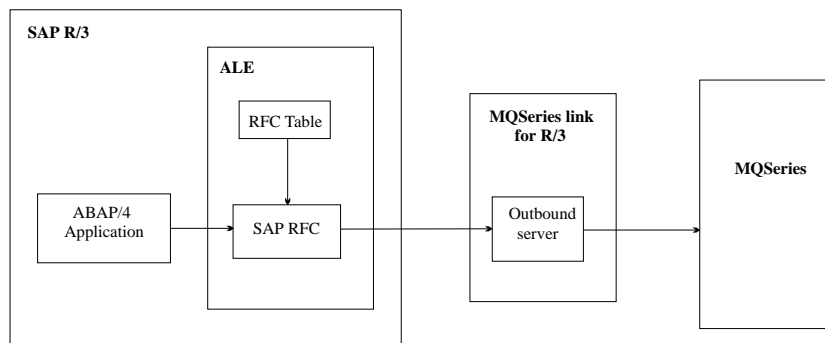 SAP R/3
ALE
RFC Table
ABAP/4
Application
SAP RFC
MQSeries link
for R/3
Outbound
server
MQSeries